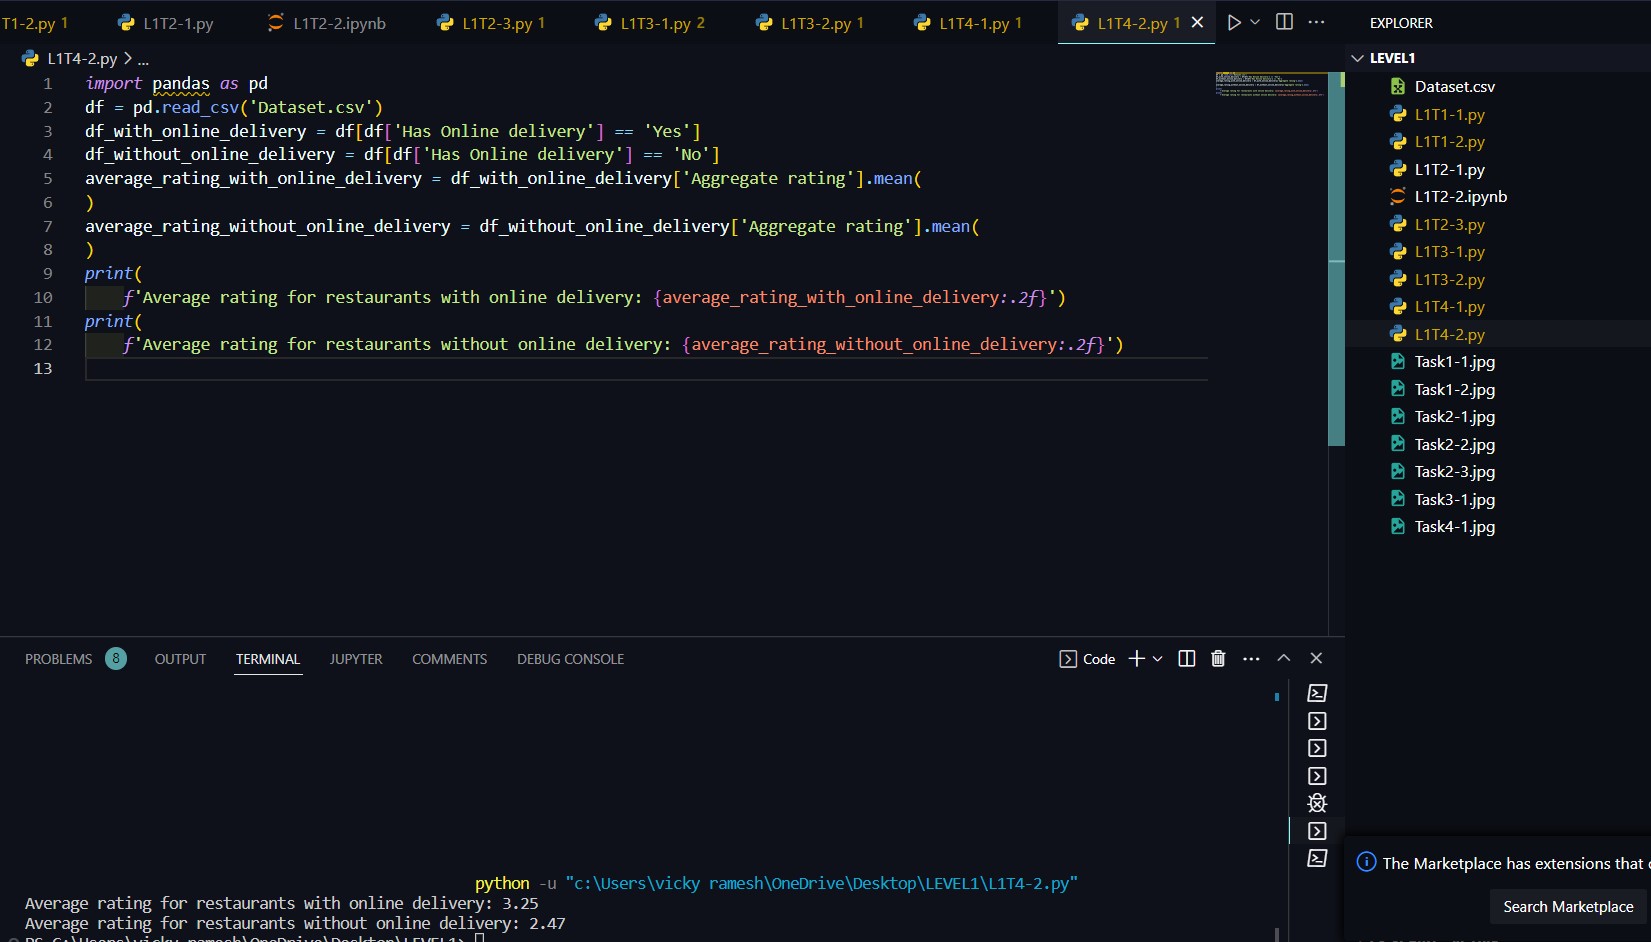 T1-2.py 1
L1T2-1.py
L1T2-2.ipynb
L1T2-3.py 1
L1T3-1.py 2
L1T3-2.py 1
L1T4-1.py 1
L1T4-2.py 1
L1T4-2.py > ...
1 import pandas as pd
2 df = pd.read_csv('Dataset.csv')
3 df_with_online_delivery = df[df['Has Online delivery'] == 'Yes']
4 df_without_online_delivery = df[df['Has Online delivery'] == 'No']
5 average_rating_with_online_delivery = df_with_online_delivery['Aggregate rating'].mean(
6 )
7 average_rating_without_online_delivery = df_without_online_delivery['Aggregate rating'].mean(
8 )
9 print(
10 f'Average rating for restaurants with online delivery: {average_rating_with_online_delivery:.2f}')
11 print(
12 f'Average rating for restaurants without online delivery: {average_rating_without_online_delivery:.2f}')
13
EXPLORER
LEVEL1
Dataset.csv
L1T1-1.py
L1T1-2.py
L1T2-1.py
L1T2-2.ipynb
L1T2-3.py
L1T3-1.py
L1T3-2.py
L1T4-1.py
L1T4-2.py
Task1-1.jpg
Task1-2.jpg
Task2-1.jpg
Task2-2.jpg
Task2-3.jpg
Task3-1.jpg
Task4-1.jpg
PROBLEMS 8 OUTPUT TERMINAL JUPYTER COMMENTS DEBUG CONSOLE
Code
python -u "c:\Users\vicky ramesh\OneDrive\Desktop\LEVEL1\L1T4-2.py"
Average rating for restaurants with online delivery: 3.25
Average rating for restaurants without online delivery: 2.47
PS C:\Users\vicky ramesh\OneDrive\Desktop\LEVEL1>
The Marketplace has extensions that
Search Marketplace